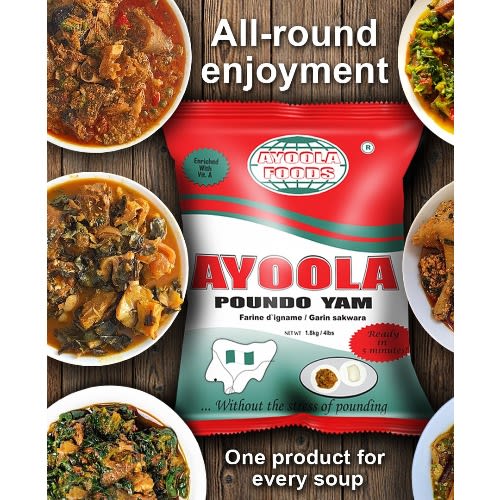 All-round
enjoyment
Enriched
With
Vit. A
AYOOLA
FOODS
®
AYOOLA
POUNDO YAM
Farine d'igname / Garin sakwara
NET WT 1.8kg / 4lbs
Ready
in
5 minutes
... Without the stress of pounding
One product for
every soup